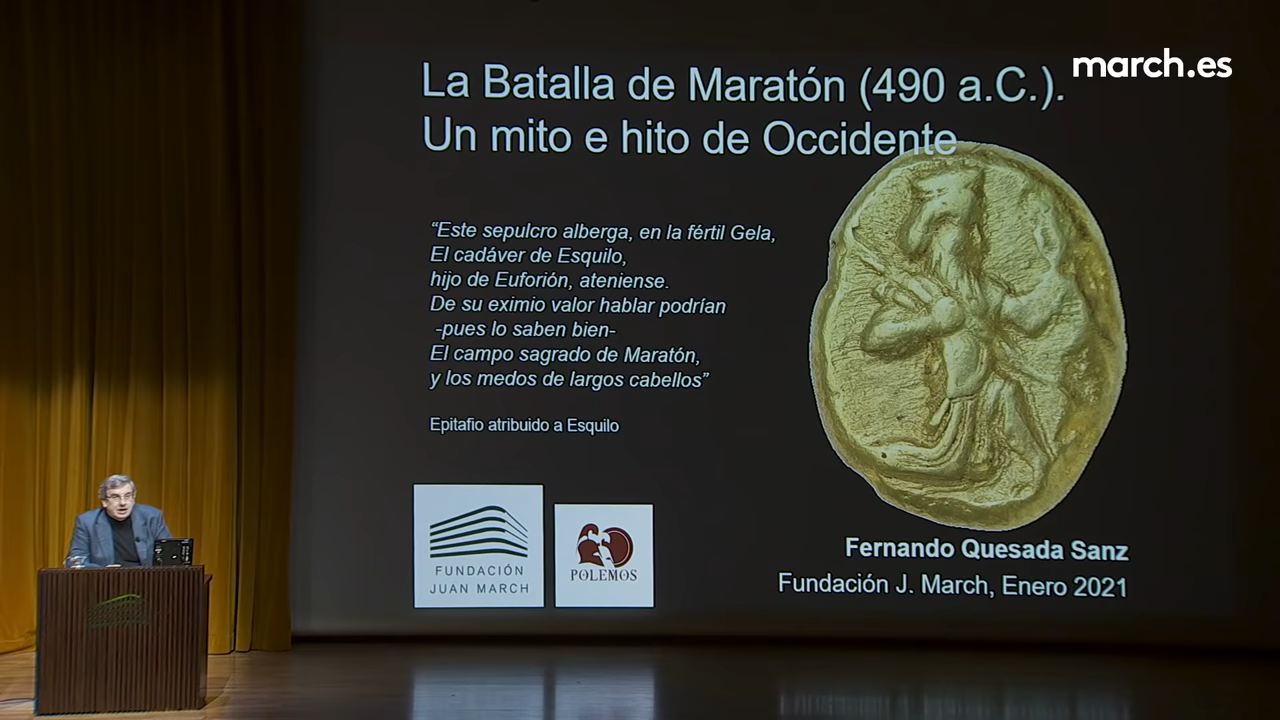 march.es
La Batalla de Maratón (490 a.C.).
Un mito e hito de Occidente
“Este sepulcro alberga, en la fértil Gela,
El cadáver de Esquilo,
hijo de Euforión, ateniense.
De su eximio valor hablar podrían
-pues lo saben bien-
El campo sagrado de Maratón,
y los medos de largos cabellos”
Epitafio atribuido a Esquilo
FUNDACIÓN
JUAN MARCH
POLEMOS
Fernando Quesada Sanz
Fundación J. March, Enero 2021